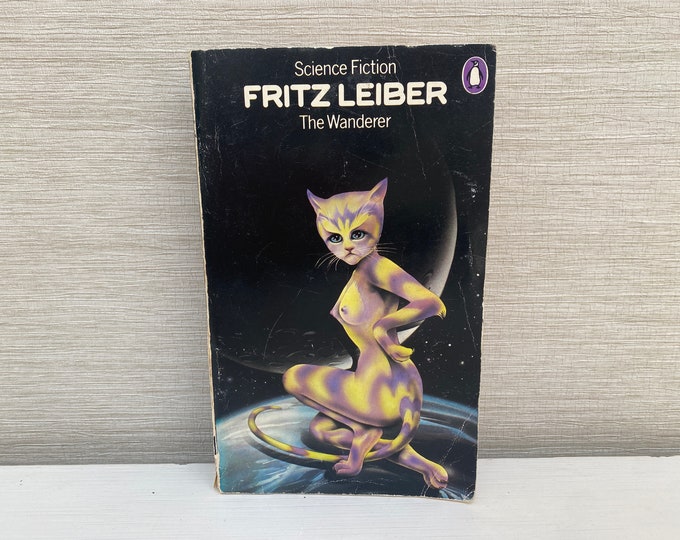 Science Fiction
FRITZ LEIBER
The Wanderer